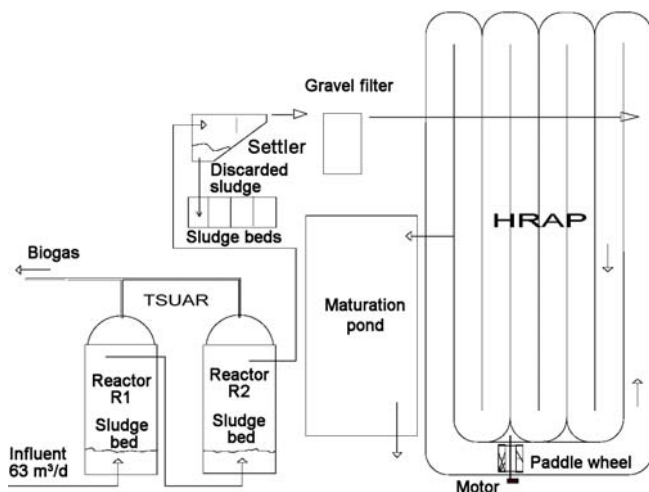 Gravel filter
Settler
Discarded
sludge
Sludge beds
HRAP
Biogas
TSUAR
Maturation
pond
Reactor
R1
Reactor
R2
Sludge
bed
Sludge
bed
Influent
63 m³/d
Paddle wheel
Motor